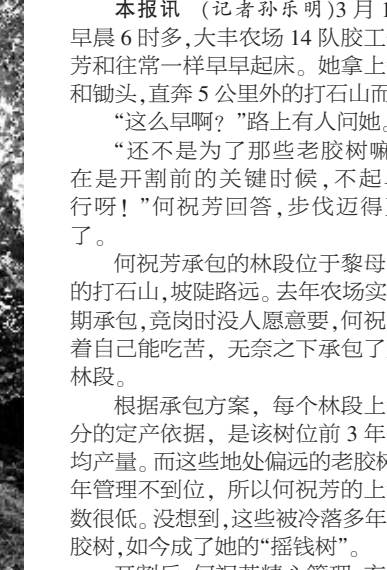 本报讯 （记者孙乐明）3 月 1
早晨 6 时多，大丰农场 14 队胶工
芳和往常一样早早起床。她拿上
和锄头，直奔 5 公里外的打石山而
“这么早啊？”路上有人问她。
“还不是为了那些老胶树嘛
在是开割前的关键时候，不起
行呀！”何祝芳回答，步伐迈得
了。
何祝芳承包的林段位于黎母
的打石山，坡陡路远。去年农场实
期承包，竞岗时没人愿意要，何祝
着自己能吃苦，无奈之下承包了
林段。
根据承包方案，每个林段上
分的定产依据，是该树位前 3 年
均产量。而这些地处偏远的老胶树
年管理不到位，所以何祝芳的上
数很低。没想到，这些被冷落多年
胶树，如今成了她的“摇钱树”。